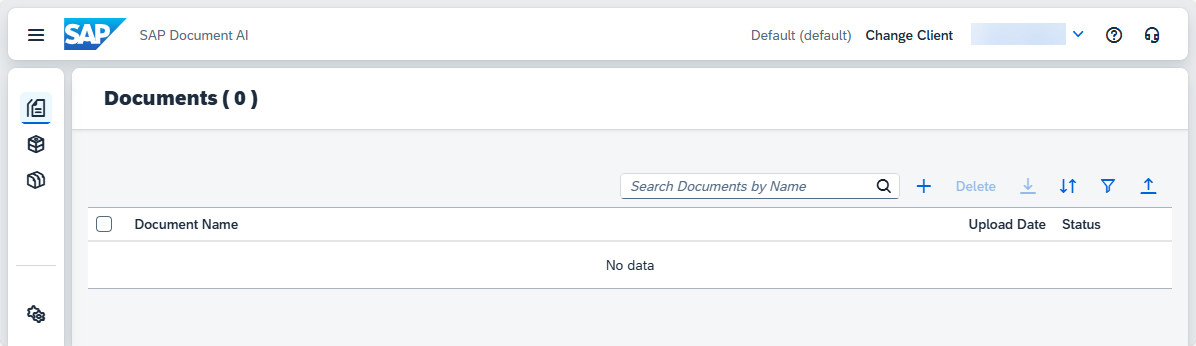 SAP SAP Document AI Default (default) Change Client
Documents ( 0 )
Search Documents by Name Delete
Document Name Upload Date Status
No data